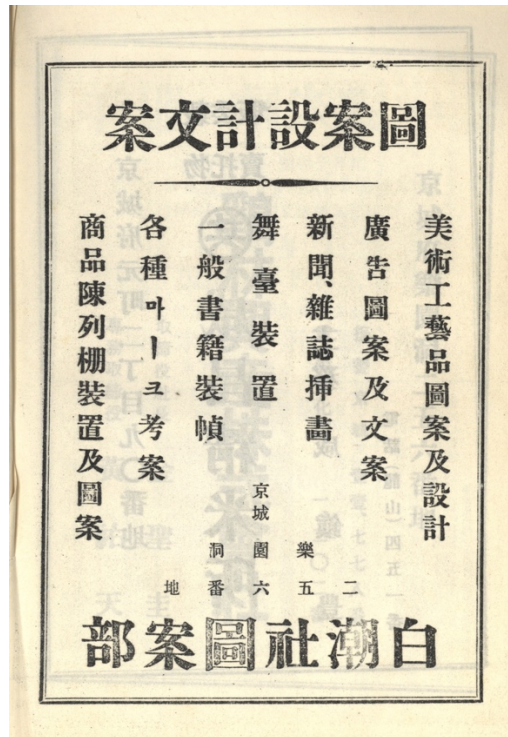 圖案設計文案
美術工藝品圖案及設計
廣告圖案及文案
新聞、雜誌揷畵
舞臺裝置
一般書籍裝幀
各種마ㅣ크考案
商品陳列棚裝置及圖案
京城
樂園洞
二五六番地
白潮社圖案部